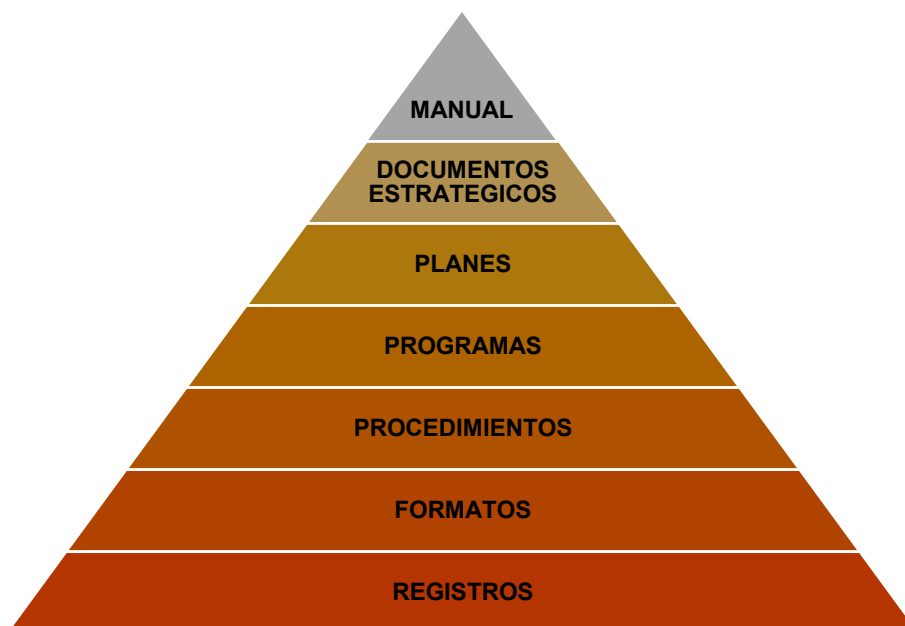 MANUAL
DOCUMENTOS
ESTRATEGICOS
PLANES
PROGRAMAS
PROCEDIMIENTOS
FORMATOS
REGISTROS